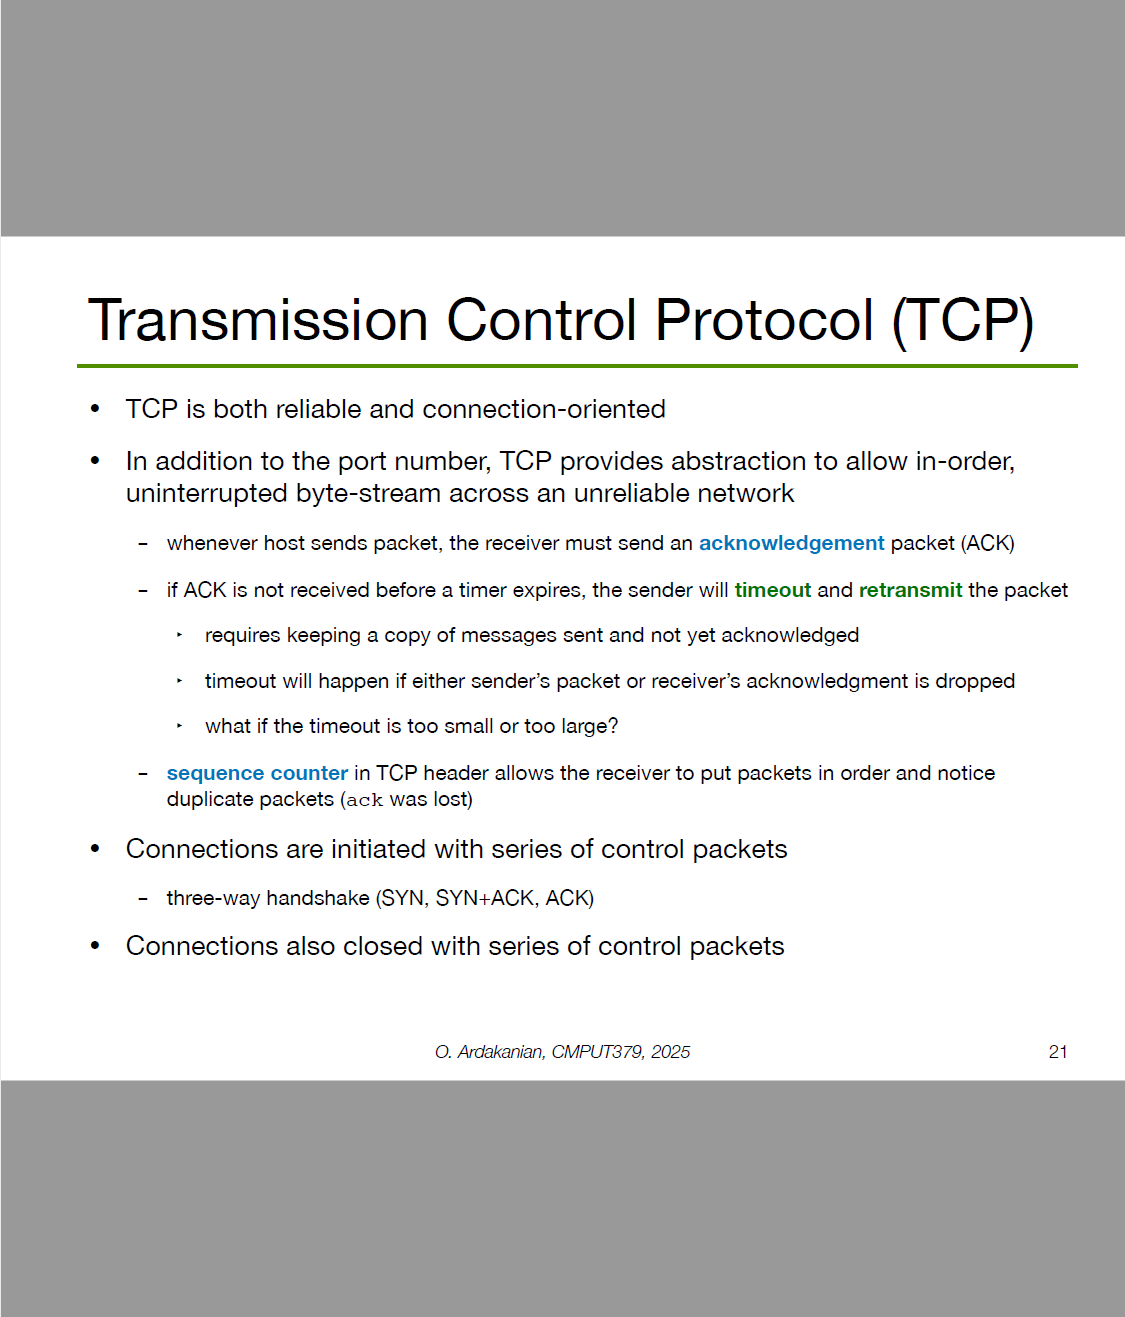 Transmission Control Protocol (TCP)
• TCP is both reliable and connection-oriented
• In addition to the port number, TCP provides abstraction to allow in-order,
uninterrupted byte-stream across an unreliable network
– whenever host sends packet, the receiver must send an acknowledgement packet (ACK)
– if ACK is not received before a timer expires, the sender will timeout and retransmit the packet
‣ requires keeping a copy of messages sent and not yet acknowledged
‣ timeout will happen if either sender’s packet or receiver’s acknowledgment is dropped
‣ what if the timeout is too small or too large?
– sequence counter in TCP header allows the receiver to put packets in order and notice
duplicate packets (ack was lost)
• Connections are initiated with series of control packets
– three-way handshake (SYN, SYN+ACK, ACK)
• Connections also closed with series of control packets
O. Ardakanian, CMPUT379, 2025
21